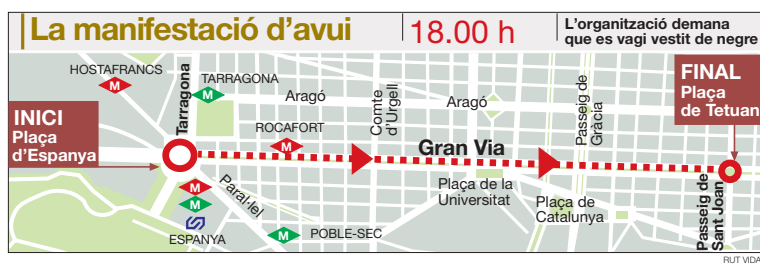 La manifestació d'avui
18.00 h
L'organització demana
que es vagi vestit de negre
HOSTAFRANCS
M
Tarragona
TARRAGONA
M
Aragó
Comte
d'Urgell
Aragó
Passeig de
Gràcia
FINAL
Plaça
de Tetuan
INICI
Plaça
d'Espanya
ROCAFORT
M
Gran Via
M
M
ESPANYA
Paral·lel
M
POBLE-SEC
Plaça de la
Universitat
Plaça de
Catalunya
Passeig de
Sant Joan
RUT VIDA